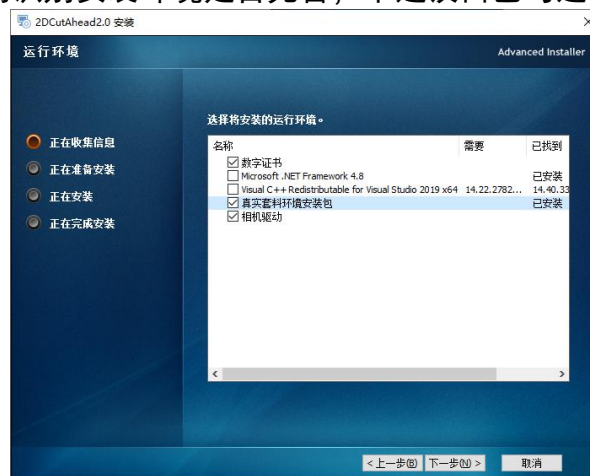 2DCutAhead2.0 安装
运行环境
Advanced Installer
选择将安装的运行环境。
正在收集信息
正在准备安装
正在安装
正在完成安装
名称 需要 已找到
数字证书
Microsoft .NET Framework 4.8 已安装
Visual C++ Redistributable for Visual Studio 2019 x64 14.22.2782... 14.40.33
真实套料环境安装包 已安装
相机驱动
<上一步(B) 下一步(N) > 取消